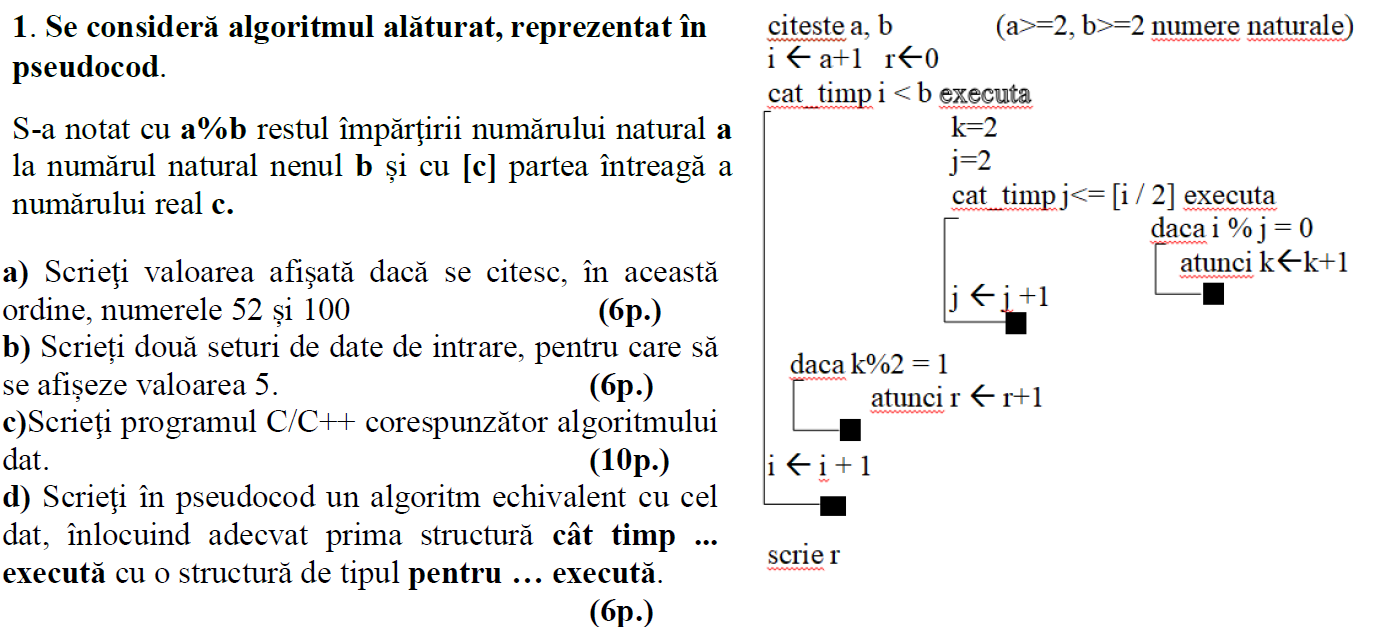 1. Se consideră algoritmul alăturat, reprezentat în
pseudocod.
S-a notat cu a%b restul împărţirii numărului natural a
la numărul natural nenul b și cu [c] partea întreagă a
numărului real c.
a) Scrieţi valoarea afişată dacă se citesc, în această
ordine, numerele 52 și 100 (6p.)
b) Scrieți două seturi de date de intrare, pentru care să
se afișeze valoarea 5. (6p.)
c)Scrieţi programul C/C++ corespunzător algoritmului
dat. (10p.)
d) Scrieţi în pseudocod un algoritm echivalent cu cel
dat, înlocuind adecvat prima structură cât timp ...
execută cu o structură de tipul pentru … execută.
(6p.)
citeste a, b (a>=2, b>=2 numere naturale)
i ← a+1 r←0
cat_timp i < b executa
k=2
j=2
cat_timp j<= [i / 2] executa
daca i % j = 0
atunci k←k+1
j ← j +1
daca k%2 = 1
atunci r ← r+1
i ← i + 1
scrie r